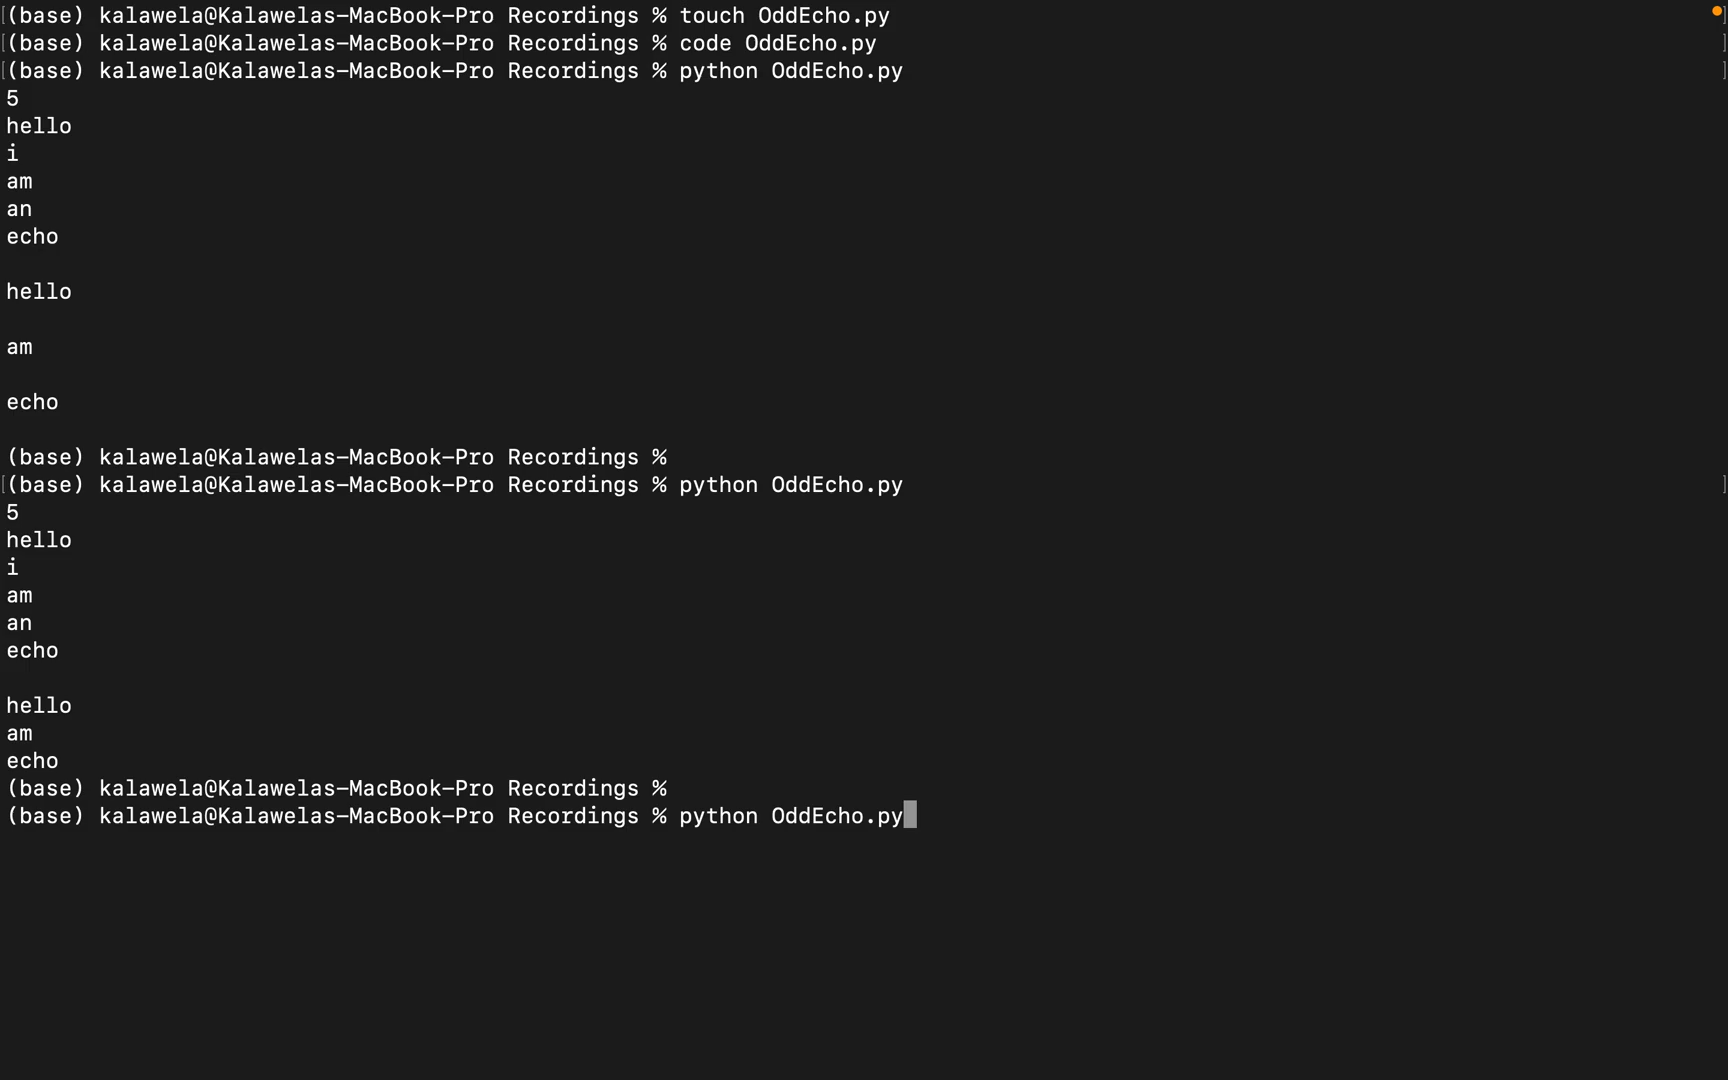 [(base) kalawela@Kalawelas-MacBook-Pro Recordings % touch OddEcho.py ]
[(base) kalawela@Kalawelas-MacBook-Pro Recordings % code OddEcho.py ]
[(base) kalawela@Kalawelas-MacBook-Pro Recordings % python OddEcho.py ]
5
hello
i
am
an
echo
hello
am
echo
(base) kalawela@Kalawelas-MacBook-Pro Recordings %
[(base) kalawela@Kalawelas-MacBook-Pro Recordings % python OddEcho.py ]
5
hello
i
am
an
echo
hello
am
echo
(base) kalawela@Kalawelas-MacBook-Pro Recordings %
(base) kalawela@Kalawelas-MacBook-Pro Recordings % python OddEcho.py